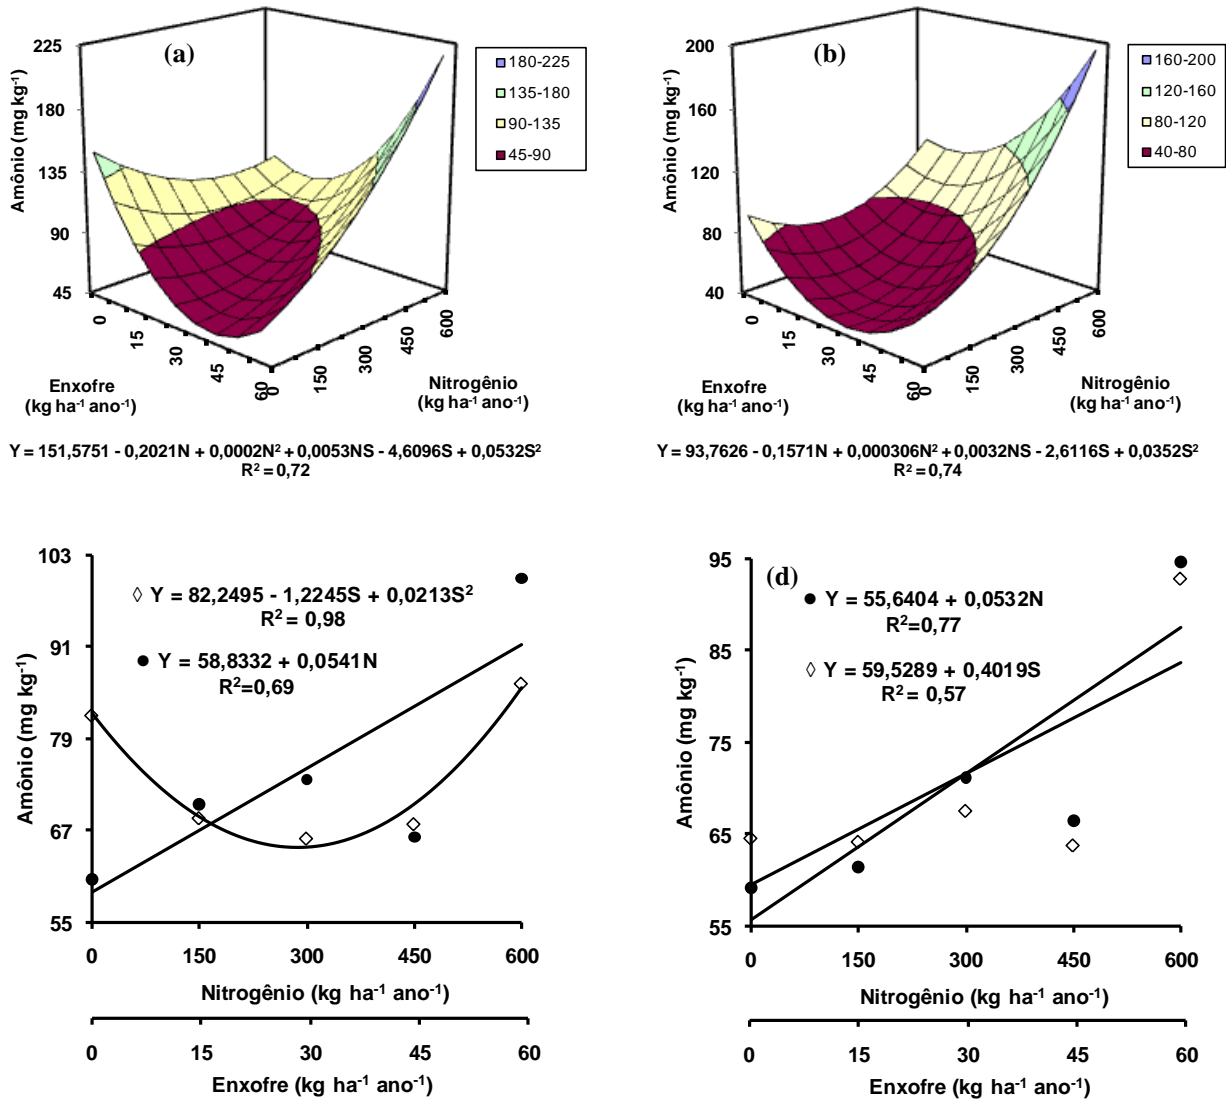 (a)
225
180
135
90
45
Amônio (mg kg⁻¹)
180-225
135-180
90-135
45-90
0
15
30
45
60
0
150
300
450
600
Enxofre
(kg ha⁻¹ ano⁻¹)
Nitrogênio
(kg ha⁻¹ ano⁻¹)
Y = 151,5751 - 0,2021N + 0,0002N² + 0,0053NS - 4,6096S + 0,0532S²
R² = 0,72
(b)
200
160
120
80
40
Amônio (mg kg⁻¹)
160-200
120-160
80-120
40-80
0
15
30
45
60
0
150
300
450
600
Enxofre
(kg ha⁻¹ ano⁻¹)
Nitrogênio
(kg ha⁻¹ ano⁻¹)
Y = 93,7626 - 0,1571N + 0,000306N² + 0,0032NS - 2,6116S + 0,0352S²
R² = 0,74
103
91
79
67
55
Amônio (mg kg⁻¹)
Y = 82,2495 - 1,2245S + 0,0213S²
R² = 0,98
Y = 58,8332 + 0,0541N
R²=0,69
0 150 300 450 600
Nitrogênio (kg ha⁻¹ ano⁻¹)
0 15 30 45 60
Enxofre (kg ha⁻¹ ano⁻¹)
(d)
95
85
75
65
55
Amônio (mg kg⁻¹)
Y = 55,6404 + 0,0532N
R²=0,77
Y = 59,5289 + 0,4019S
R² = 0,57
0 150 300 450 600
Nitrogênio (kg ha⁻¹ ano⁻¹)
0 15 30 45 60
Enxofre (kg ha⁻¹ ano⁻¹)